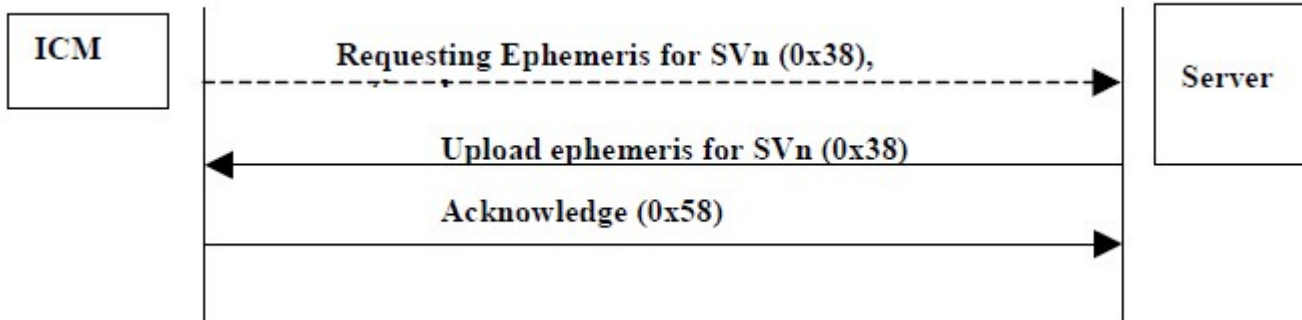 ICM
Requesting Ephemeris for SVn (0x38),
Server
Upload ephemeris for SVn (0x38)
Acknowledge (0x58)